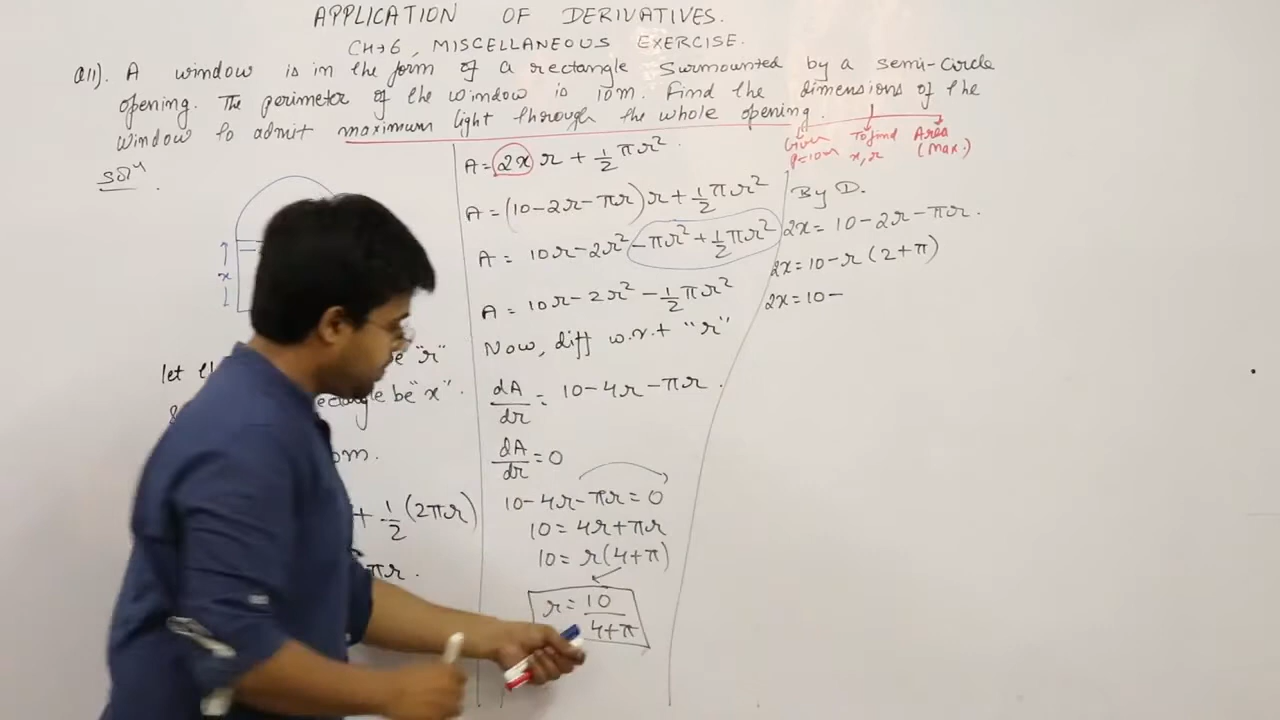 APPLICATION OF DERIVATIVES.
CH→6, MISCELLANEOUS EXERCISE.
Q11). A window is in the form of a rectangle surmounted by a semi-circle
opening. The perimeter of the window is 10m. Find the dimensions of the
window to admit maximum light through the whole opening.
Given P=10m
To find x, r
Area (Max.)
Solⁿ
x
let
be "r"
rectangle be "x".
om.
+ 1/2 (2πr)
πr.
A = 2x r + 1/2 πr²
A = (10-2r-πr)r + 1/2 πr²
A = 10r-2r²-πr²+1/2 πr²
A = 10r-2r²-1/2 πr²
Now, diff w.r.t "r"
dA/dr = 10-4r-πr.
dA/dr = 0
10-4r-πr=0
10=4r+πr
10=r(4+π)
r=10/4+π
By D.
2x=10-2r-πr.
2x=10-r(2+π)
2x=10-